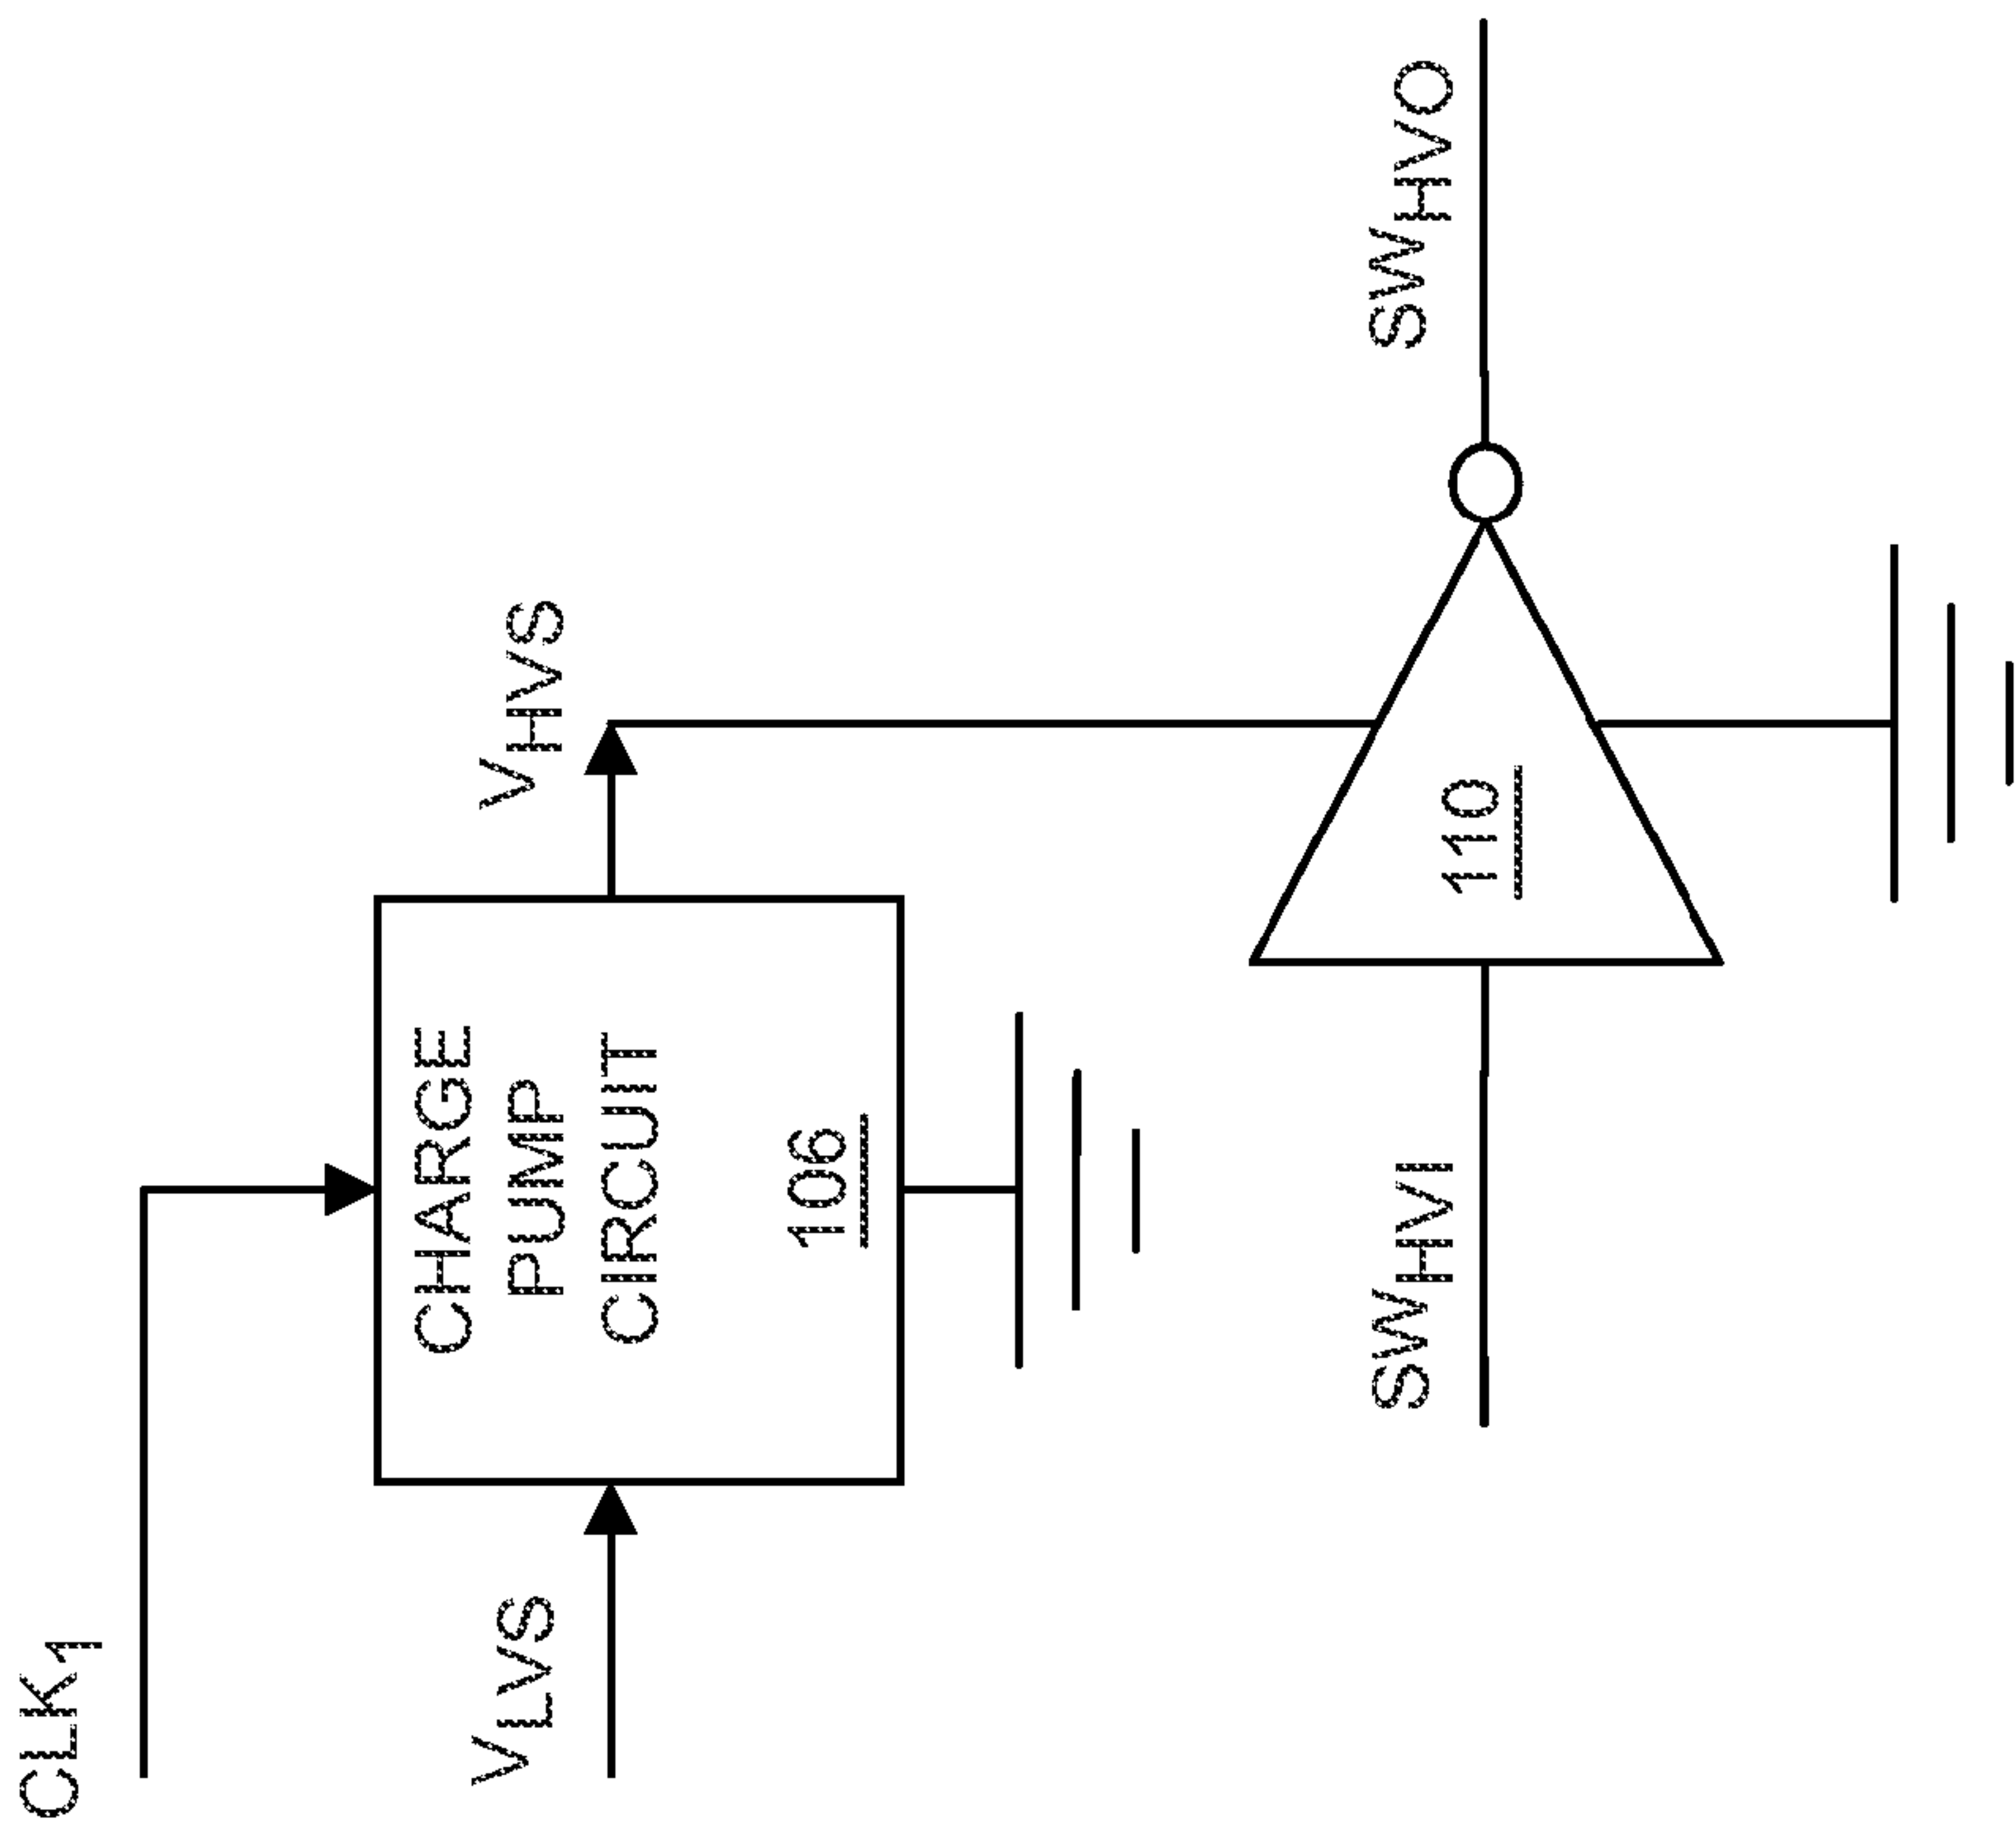 CLK1
VLVS
CHARGE
PUMP
CIRCUIT
106
VHVS
SWHVI
110
SWHVO